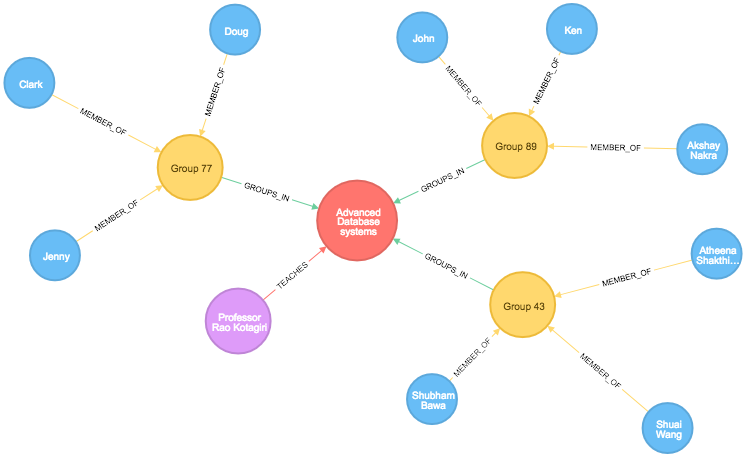 Doug
John
Ken
Clark
MEMBER_OF
MEMBER_OF
MEMBER_OF
MEMBER_OF
Group 77
Group 89
MEMBER_OF
Akshay
Nakra
MEMBER_OF
GROUPS_IN
GROUPS_IN
Jenny
Advanced
Database
systems
Atheena
Shakthi...
GROUPS_IN
MEMBER_OF
TEACHES
Professor
Rao Kotagiri
Group 43
MEMBER_OF
MEMBER_OF
Shubham
Bawa
Shuai
Wang